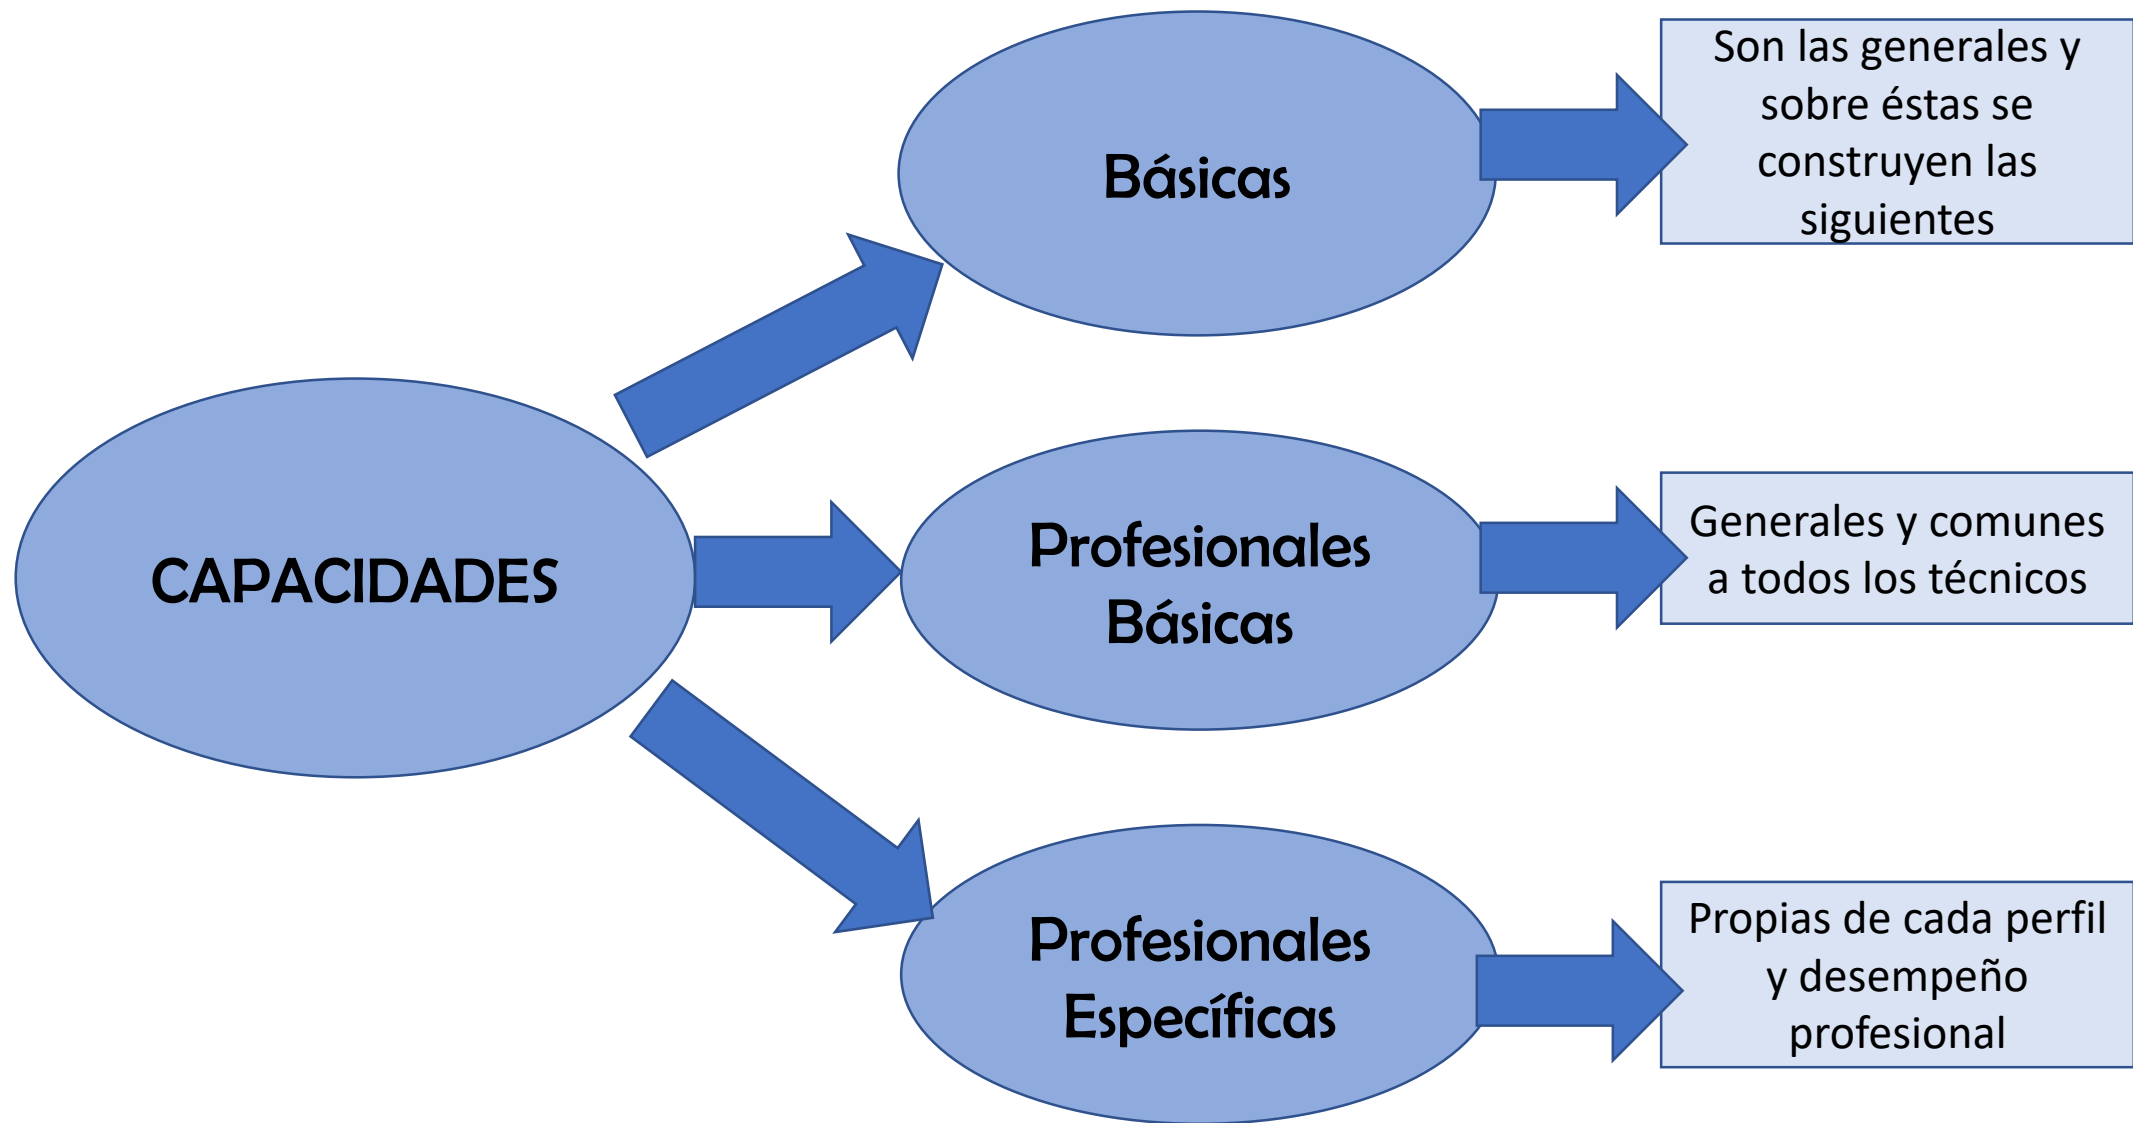 CAPACIDADES
Básicas
Son las generales y
sobre éstas se
construyen las
siguientes
Profesionales
Básicas
Generales y comunes
a todos los técnicos
Profesionales
Específicas
Propias de cada perfil
y desempeño
profesional